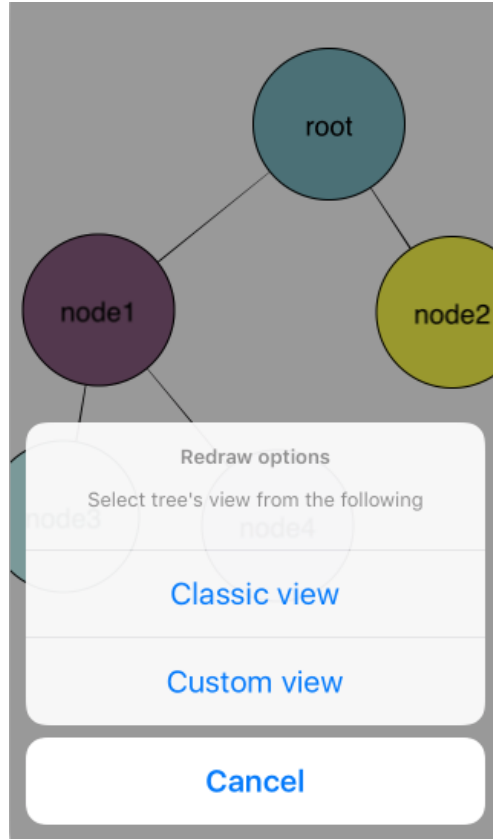 root
node1
node2
Redraw options
Select tree's view from the following
node3
node4
Classic view
Custom view
Cancel